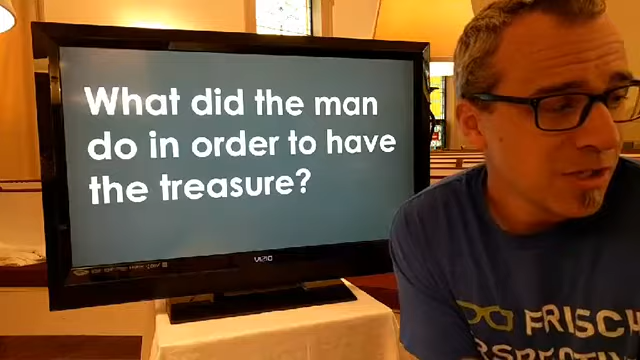 What did the man
do in order to have
the treasure?
VIZIO
FRISCH